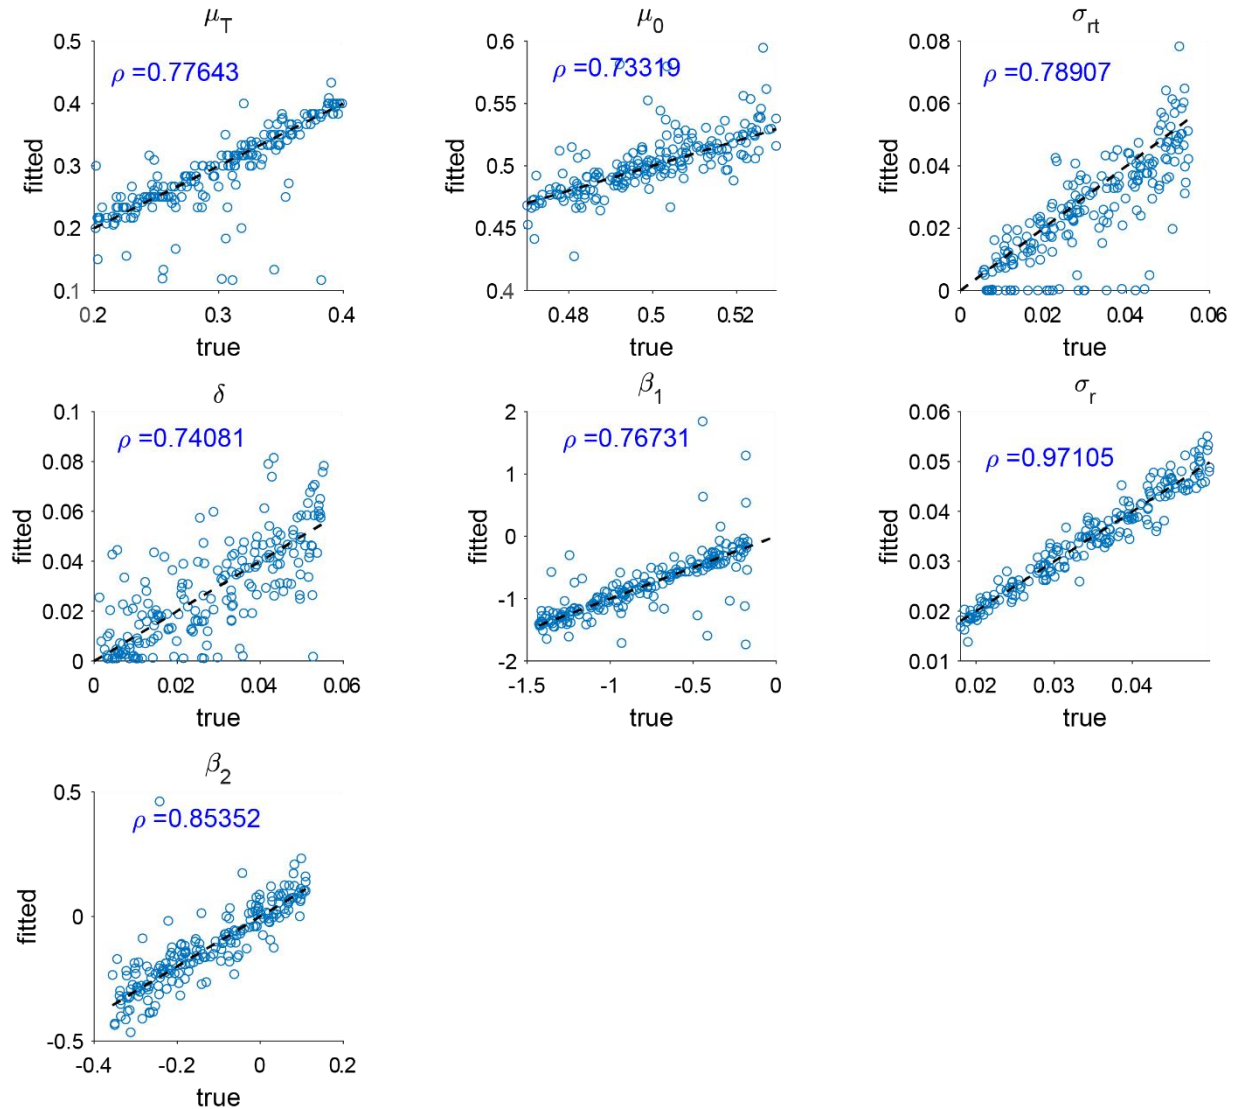 μ_T
ρ =0.77643
fitted
0.5
0.4
0.3
0.2
0.1
0.2
0.3
0.4
true
μ_0
ρ =0.73319
fitted
0.6
0.55
0.5
0.45
0.4
0.48
0.5
0.52
true
σ_rt
ρ =0.78907
fitted
0.08
0.06
0.04
0.02
0
0
0.02
0.04
0.06
true
δ
ρ =0.74081
fitted
0.1
0.08
0.06
0.04
0.02
0
0
0.02
0.04
0.06
true
β_1
ρ =0.76731
fitted
2
1
0
-1
-2
-1.5
-1
-0.5
0
true
σ_r
ρ =0.97105
fitted
0.06
0.05
0.04
0.03
0.02
0.01
0.02
0.03
0.04
true
β_2
ρ =0.85352
fitted
0.5
0
-0.5
-0.4
-0.2
0
0.2
true